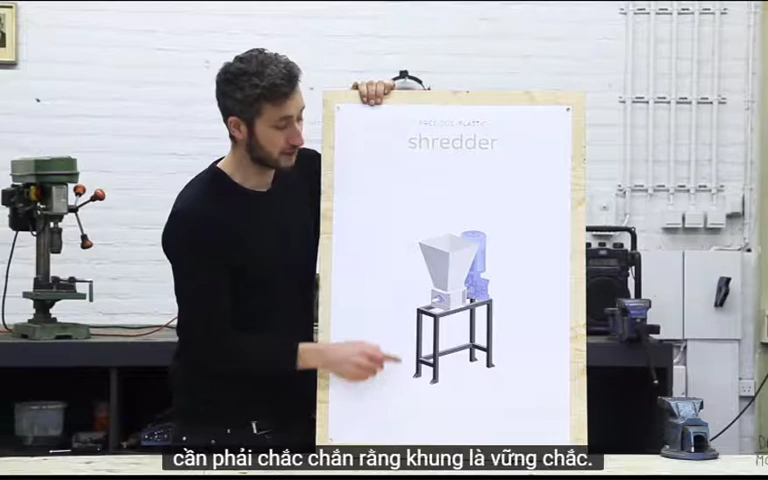 PRECIOUS PLASTIC
shredder
cần phải chắc chắn rằng khung là vững chắc.